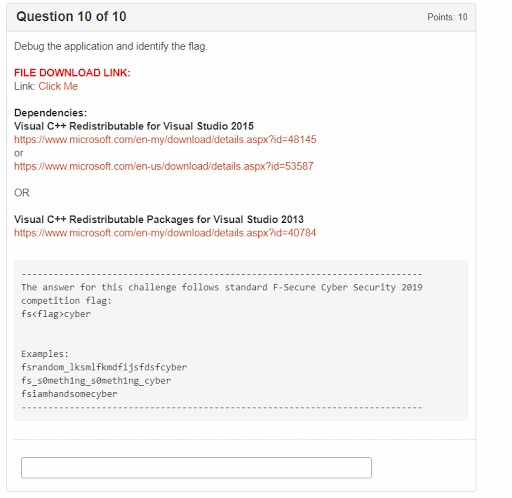 Question 10 of 10
Points: 10
Debug the application and identify the flag.
FILE DOWNLOAD LINK:
Link: Click Me
Dependencies:
Visual C++ Redistributable for Visual Studio 2015
https://www.microsoft.com/en-my/download/details.aspx?id=48145
or
https://www.microsoft.com/en-us/download/details.aspx?id=53587
OR
Visual C++ Redistributable Packages for Visual Studio 2013
https://www.microsoft.com/en-my/download/details.aspx?id=40784
--------------------------------------------------------------------------
The answer for this challenge follows standard F-Secure Cyber Security 2019
competition flag:
fs<flag>cyber
Examples:
fsrandom_lksmlfkmdfijsfdsfcyber
fs_s0meth1ng_s0meth1ng_cyber
fsiamhandsomecyber
--------------------------------------------------------------------------